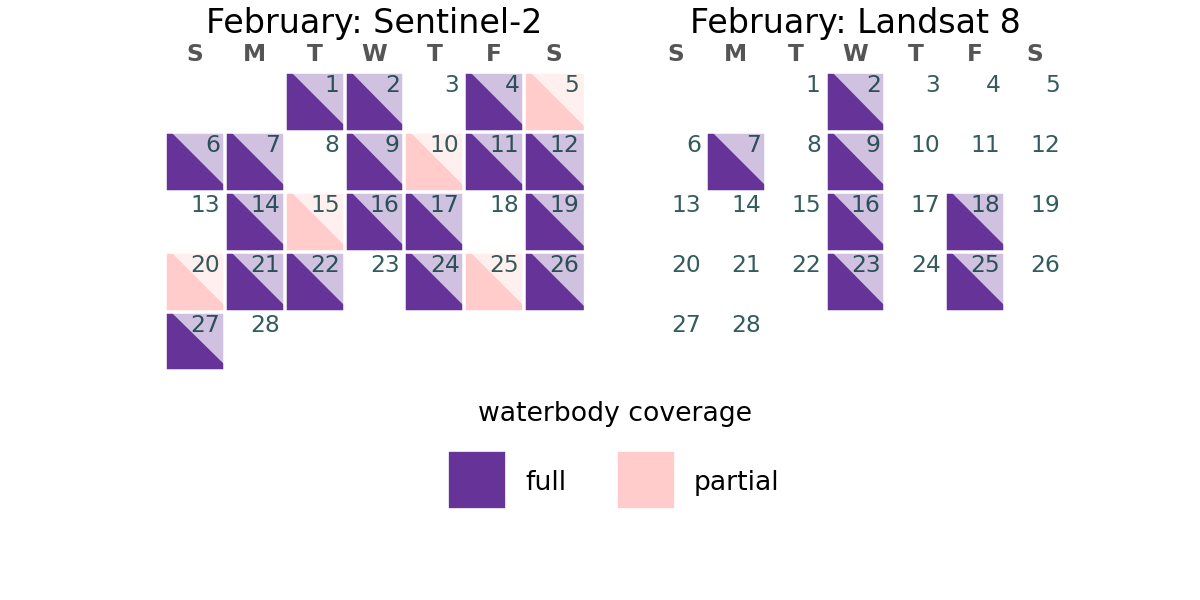 February: Sentinel-2
S M T W T F S
1 2 3 4 5
6 7 8 9 10 11 12
13 14 15 16 17 18 19
20 21 22 23 24 25 26
27 28
February: Landsat 8
S M T W T F S
1 2 3 4 5
6 7 8 9 10 11 12
13 14 15 16 17 18 19
20 21 22 23 24 25 26
27 28
waterbody coverage
full
partial